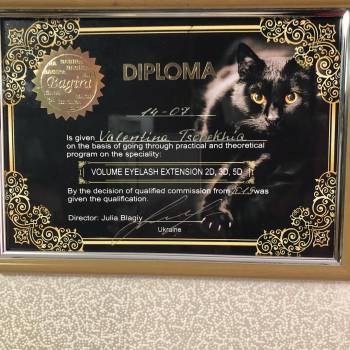 Bagira
DIPLOMA
14-07
Is given Valentina
on the basis of going through practical and theoretical
program on the speciality:
VOLUME EYELASH EXTENSION 2D, 3D, 5D
By the decision of qualified commission from was
given the qualification.
Director: Julia Blagiy
Ukraine